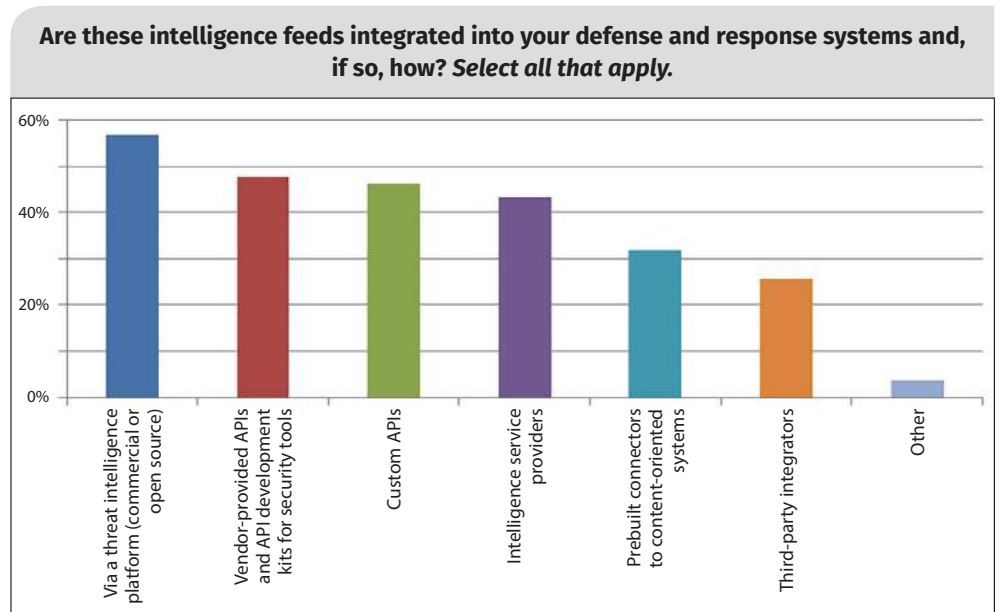 Are these intelligence feeds integrated into your defense and response systems and,
if so, how? Select all that apply.
60%
40%
20%
0%
Via a threat intelligence
platform (commercial or
open source)
Vendor-provided APIs
and API development
kits for security tools
Custom APIs
Intelligence service
providers
Prebuilt connectors
to content-oriented
systems
Third-party integrators
Other